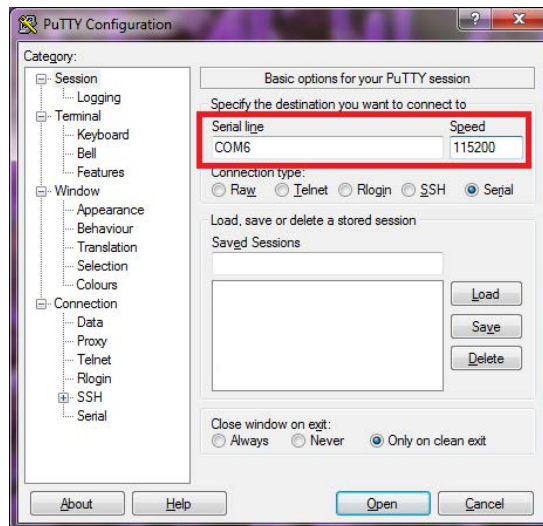 PuTTY Configuration
?
X
Category:
Session
Logging
Terminal
Keyboard
Bell
Features
Window
Appearance
Behaviour
Translation
Selection
Colours
Connection
Data
Proxy
Telnet
Rlogin
SSH
Serial
Basic options for your PuTTY session
Specify the destination you want to connect to
Serial line Speed
COM6 115200
Connection type:
Raw Telnet Rlogin SSH Serial
Load, save or delete a stored session
Saved Sessions
Load
Save
Delete
Close window on exit:
Always Never Only on clean exit
About Help Open Cancel